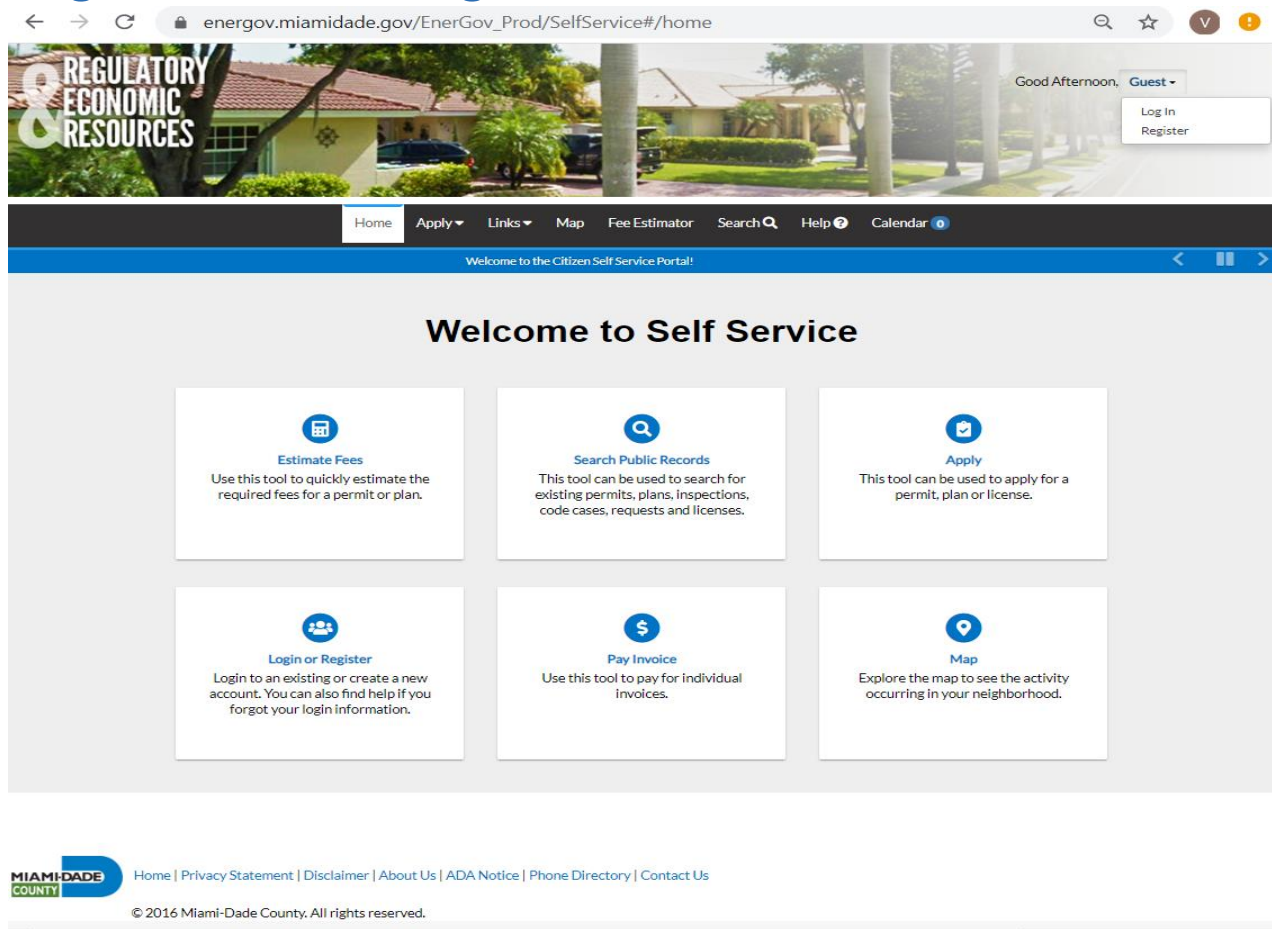 energov.miamidade.gov/EnerGov_Prod/SelfService#/home
V
REGULATORY
& ECONOMIC
RESOURCES
Good Afternoon, Guest
Log In
Register
Home Apply Links Map Fee Estimator Search Help Calendar 0
Welcome to the Citizen Self Service Portal!
Welcome to Self Service
Estimate Fees
Use this tool to quickly estimate the
required fees for a permit or plan.
Search Public Records
This tool can be used to search for
existing permits, plans, inspections,
code cases, requests and licenses.
Apply
This tool can be used to apply for a
permit, plan or license.
Login or Register
Login to an existing or create a new
account. You can also find help if you
forgot your login information.
Pay Invoice
Use this tool to pay for individual
invoices.
Map
Explore the map to see the activity
occurring in your neighborhood.
MIAMI-DADE
COUNTY
Home | Privacy Statement | Disclaimer | About Us | ADA Notice | Phone Directory | Contact Us
© 2016 Miami-Dade County. All rights reserved.